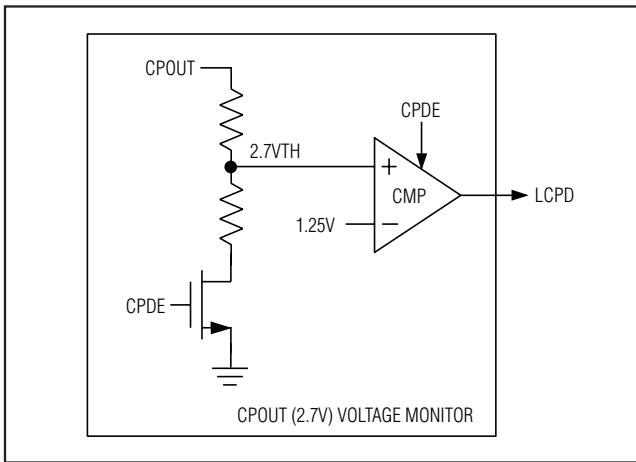 CPOUT
CPDE
2.7VTH
+
CMP
LCPD
1.25V
−
CPDE
CPOUT (2.7V) VOLTAGE MONITOR